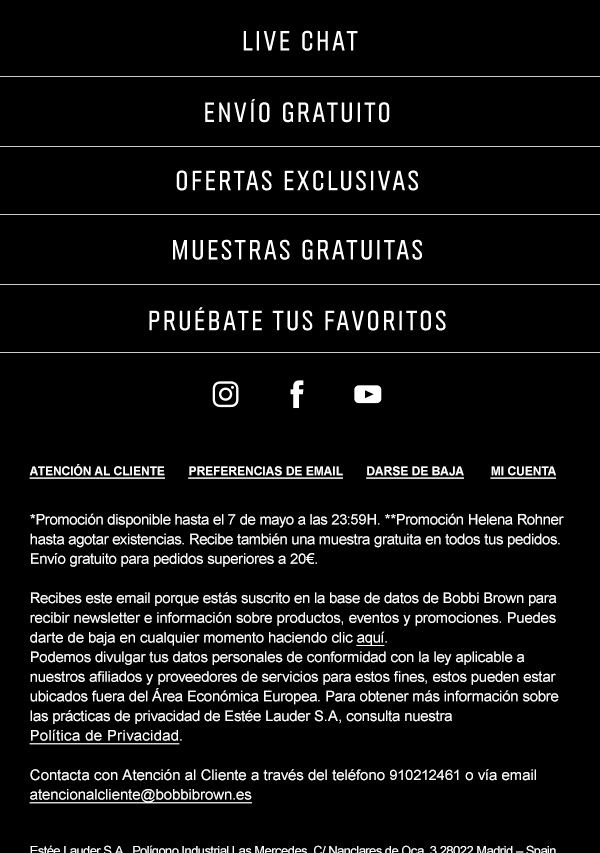 LIVE CHAT
ENVÍO GRATUITO
OFERTAS EXCLUSIVAS
MUESTRAS GRATUITAS
PRUÉBATE TUS FAVORITOS
ATENCIÓN AL CLIENTE PREFERENCIAS DE EMAIL DARSE DE BAJA MI CUENTA
*Promoción disponible hasta el 7 de mayo a las 23:59H. **Promoción Helena Rohner
hasta agotar existencias. Recibe también una muestra gratuita en todos tus pedidos.
Envío gratuito para pedidos superiores a 20€.
Recibes este email porque estás suscrito en la base de datos de Bobbi Brown para
recibir newsletter e información sobre productos, eventos y promociones. Puedes
darte de baja en cualquier momento haciendo clic aquí.
Podemos divulgar tus datos personales de conformidad con la ley aplicable a
nuestros afiliados y proveedores de servicios para estos fines, estos pueden estar
ubicados fuera del Área Económica Europea. Para obtener más información sobre
las prácticas de privacidad de Estée Lauder S.A, consulta nuestra
Política de Privacidad.
Contacta con Atención al Cliente a través del teléfono 910212461 o vía email
atencionalcliente@bobbibrown.es
Estée Lauder S.A., Polígono Industrial Las Mercedes, C/ Nanclares de Oca, 3 28022 Madrid – Spain